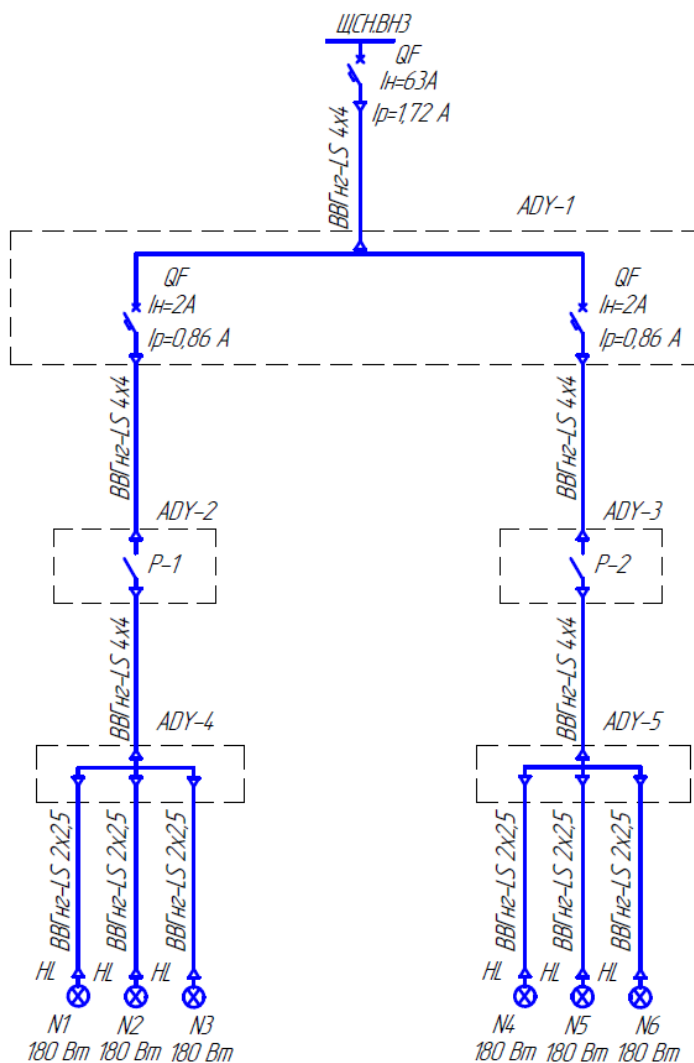 ЩСН.ВН3
QF
Iн=63А
Iр=1,72 А
ВВГнг-LS 4х4
ADY-1
QF
Iн=2А
Iр=0,86 А
QF
Iн=2А
Iр=0,86 А
ВВГнг-LS 4х4
ВВГнг-LS 4х4
ADY-2
ADY-3
Р-1
Р-2
ВВГнг-LS 4х4
ВВГнг-LS 4х4
ADY-4
ADY-5
ВВГнг-LS 2х2,5
ВВГнг-LS 2х2,5
ВВГнг-LS 2х2,5
ВВГнг-LS 2х2,5
ВВГнг-LS 2х2,5
ВВГнг-LS 2х2,5
HL HL HL HL HL HL
N1 N2 N3 N4 N5 N6
180 Вт 180 Вт 180 Вт 180 Вт 180 Вт 180 Вт